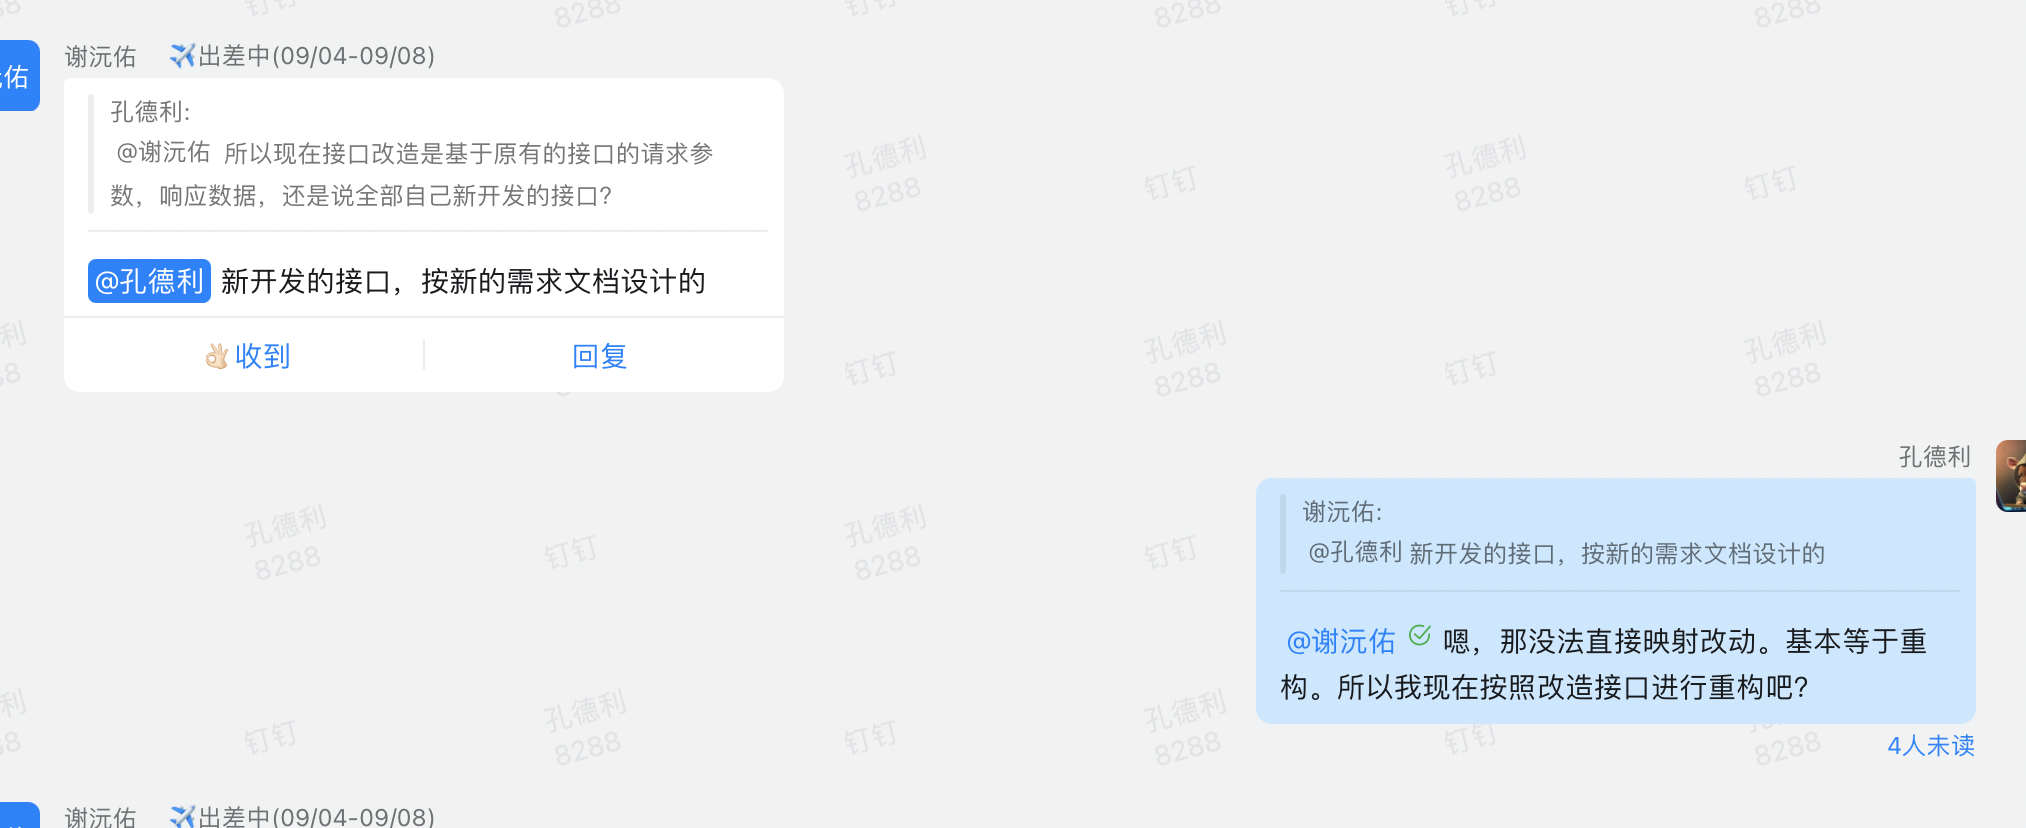 谢沅佑 ✈️出差中(09/04-09/08)
佑
孔德利:
@谢沅佑 所以现在接口改造是基于原有的接口的请求参
数，响应数据，还是说全部自己新开发的接口?
@孔德利 新开发的接口，按新的需求文档设计的
👌🏻收到 回复
孔德利
谢沅佑:
@孔德利 新开发的接口，按新的需求文档设计的
@谢沅佑 嗯，那没法直接映射改动。基本等于重
构。所以我现在按照改造接口进行重构吧?
4人未读
谢沅佑 ✈️出差中(09/04-09/08)
孔德利
8288
钉钉